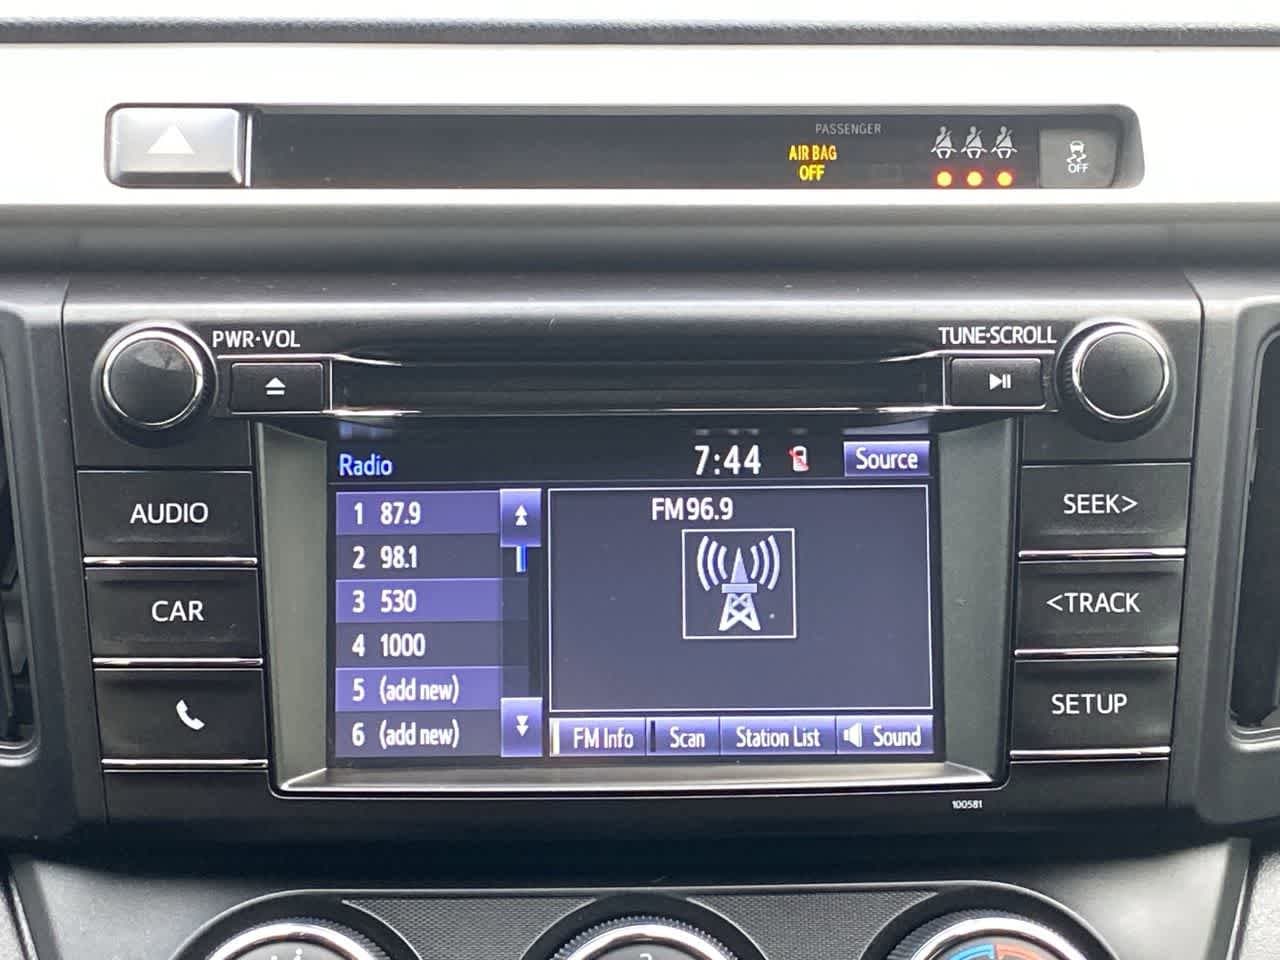 PASSENGER
AIR BAG
OFF
OFF
PWR·VOL
TUNE·SCROLL
Radio
7:44
Source
AUDIO
CAR
1 87.9
2 98.1
3 530
4 1000
5 (add new)
6 (add new)
FM 96.9
FM Info
Scan
Station List
Sound
SEEK>
<TRACK
SETUP
100581